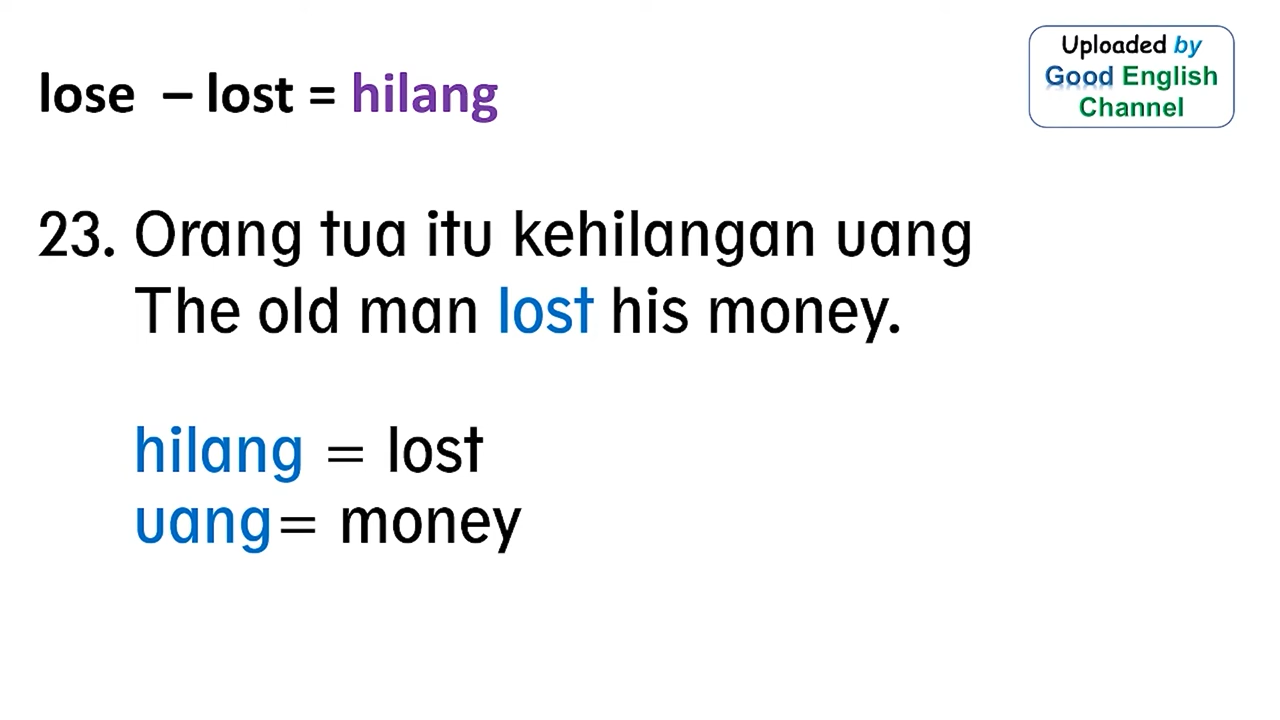 Uploaded by
Good English
Channel
lose – lost = hilang
23. Orang tua itu kehilangan uang
The old man lost his money.
hilang = lost
uang= money